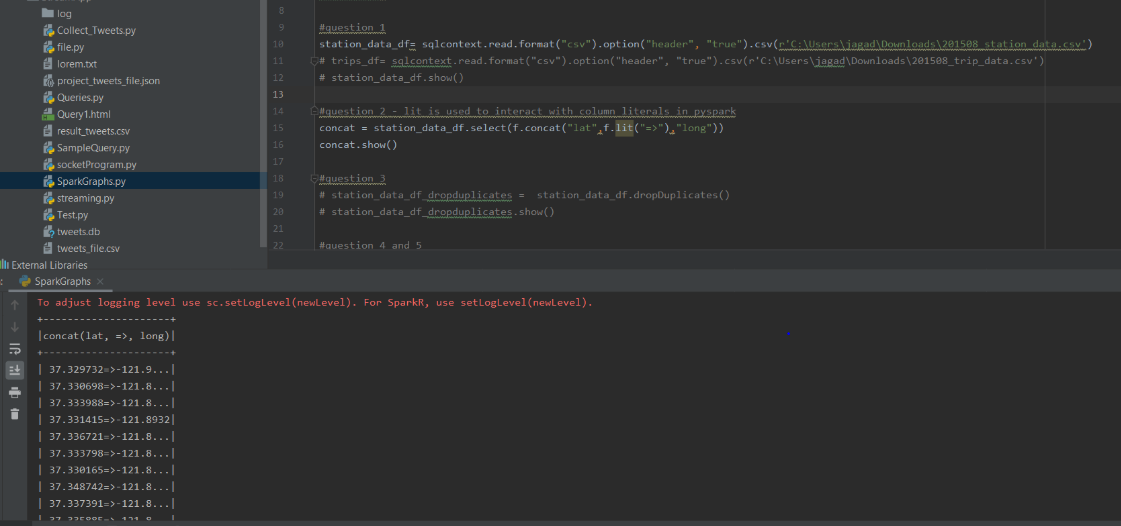 log
Collect_Tweets.py
file.py
lorem.txt
project_tweets_file.json
Queries.py
Query1.html
result_tweets.csv
SampleQuery.py
socketProgram.py
SparkGraphs.py
streaming.py
Test.py
tweets.db
tweets_file.csv
External Libraries
8
9 #question 1
10 station_data_df= sqlcontext.read.format("csv").option("header", "true").csv(r'C:\Users\jagad\Downloads\201508_station_data.csv')
11 # trips_df= sqlcontext.read.format("csv").option("header", "true").csv(r'C:\Users\jagad\Downloads\201508_trip_data.csv')
12 # station_data_df.show()
13
14 #question 2 - lit is used to interact with column literals in pyspark
15 concat = station_data_df.select(f.concat("lat",f.lit("=>"),"long"))
16 concat.show()
17
18 #question 3
19 # station_data_df_dropduplicates =  station_data_df.dropDuplicates()
20 # station_data_df_dropduplicates.show()
21
22 #question 4 and 5
SparkGraphs ×
To adjust logging level use sc.setLogLevel(newLevel). For SparkR, use setLogLevel(newLevel).
+---------------------+
|concat(lat, =>, long)|
+---------------------+
| 37.329732=>-121.9...|
| 37.330698=>-121.8...|
| 37.333988=>-121.8...|
| 37.331415=>-121.8932|
| 37.336721=>-121.8...|
| 37.333798=>-121.8...|
| 37.330165=>-121.8...|
| 37.348742=>-121.8...|
| 37.337391=>-121.8...|
| 37.335885=>-121.8...|